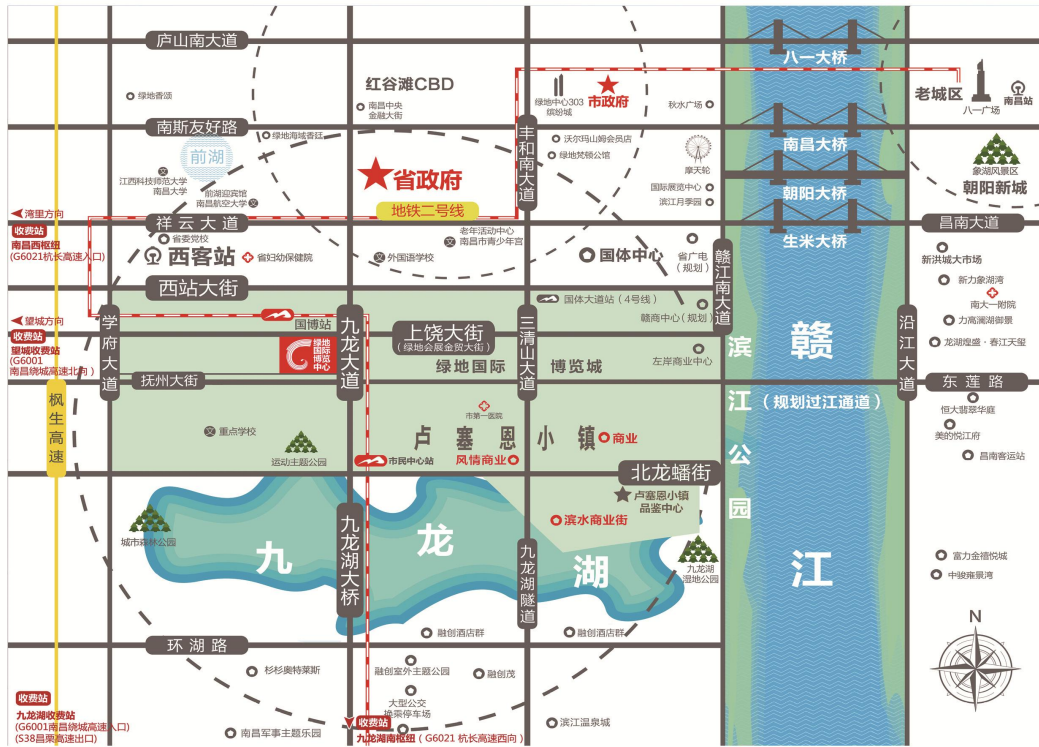 庐山南大道
八一大桥
红谷滩CBD
绿地香颂
南昌中央
金融大街
绿地中心303
缤纷城
市政府
秋水广场
老城区
八一广场
南昌站
南斯友好路
绿地海域香廷
丰和南大道
沃尔玛山姆会员店
绿地梵顿公馆
南昌大桥
前湖
江西科技师范大学
南昌大学
前湖迎宾馆
南昌航空大学
省政府
摩天轮
国际展览中心
滨江月季园
朝阳大桥
象湖风景区
朝阳新城
地铁二号线
湾里方向
收费站
南昌西枢纽
(G6021杭长高速入口)
祥云大道
生米大桥
昌南大道
省委党校
西客站
省妇幼保健院
老年活动中心
南昌市青少年宫
外国语学校
国体中心
省广电
(规划)
赣江南大道
新洪城大市场
新力象湖湾
南大一附院
力高澜湖御景
龙湖煌盛·春江天玺
西站大街
国体大道站（4号线）
赣商中心(规划)
望城方向
收费站
望城收费站
(G6001
南昌绕城高速北向)
学府大道
国博站
九龙大道
上饶大街
(绿地会展金贸大街)
三清山大道
沿江大道
绿地国际博览中心
绿地国际
博览城
左岸商业中心
滨江公园
赣江
抚州大街
东莲路
（规划过江通道）
枫生高速
市第一医院
恒大翡翠华庭
美的悦江府
昌南客运站
重点学校
运动主题公园
卢塞恩小镇
商业
风情商业
市民中心站
北龙蟠街
卢塞恩小镇
品鉴中心
滨水商业街
城市森林公园
九龙湖
九龙湖大桥
九龙湖隧道
九龙湖
湿地公园
富力金禧悦城
中骏雍景湾
环湖路
融创酒店群
融创酒店群
N
杉杉奥特莱斯
融创室外主题公园
融创茂
大型公交
换乘停车场
收费站
九龙湖收费站
(G6001南昌绕城高速入口)
(S38昌栗高速出口)
南昌军事主题乐园
收费站
九龙湖南枢纽（G6021 杭长高速西向）
滨江温泉城